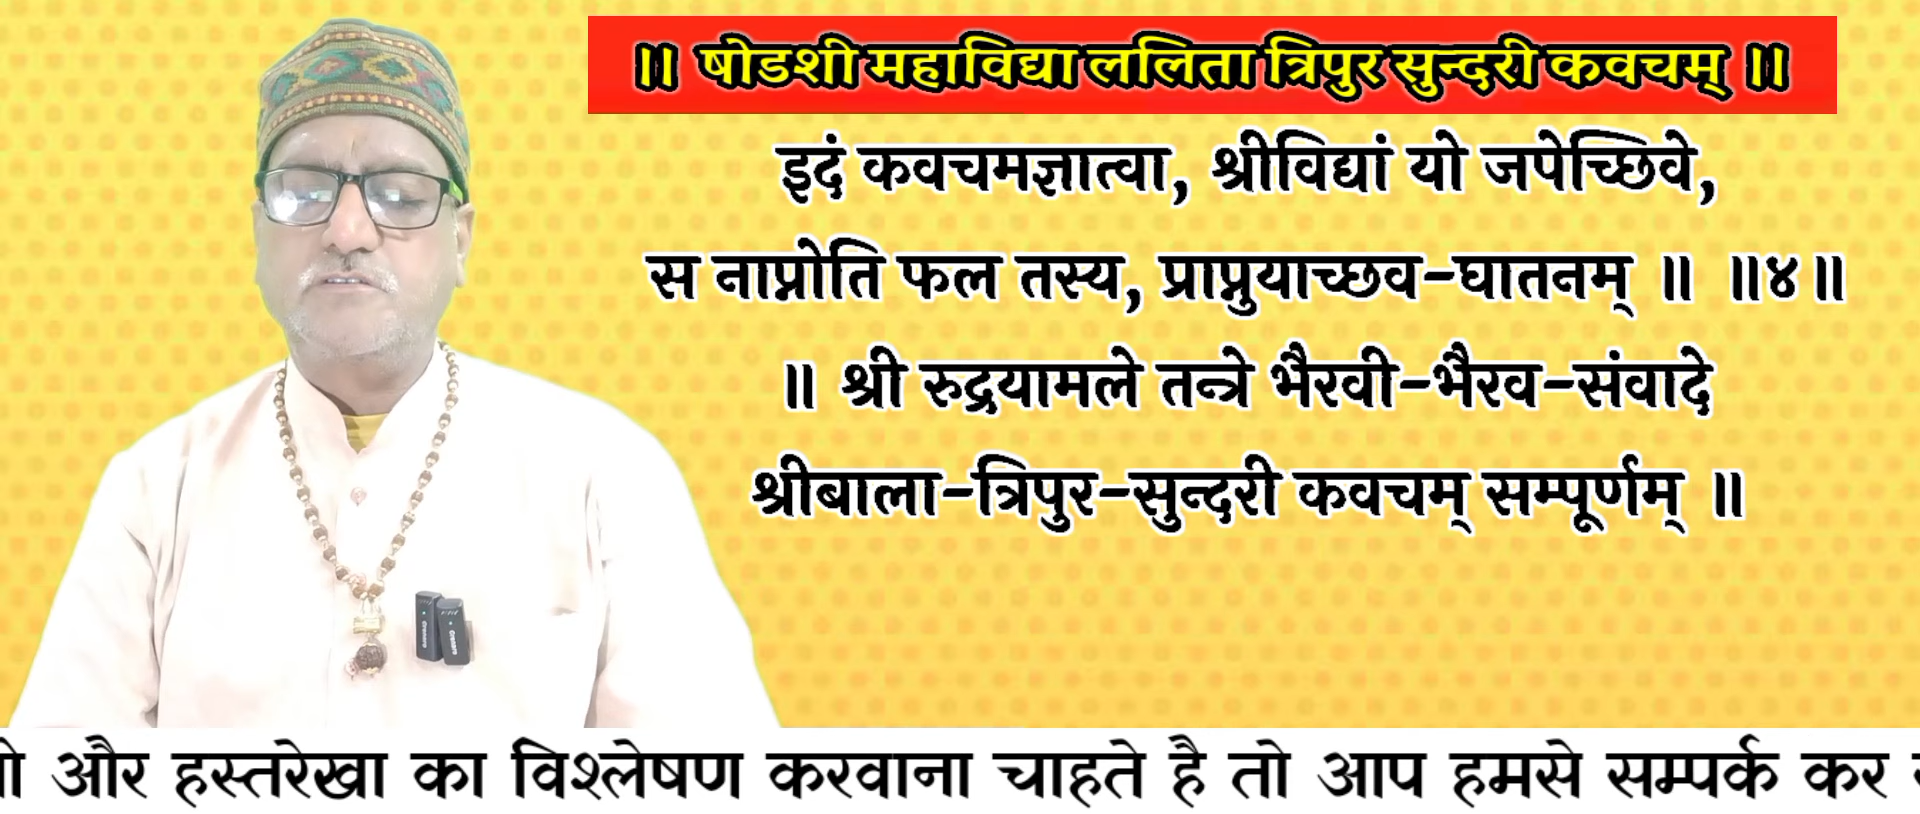 ।। षोडशी महाविद्या ललिता त्रिपुर सुन्दरी कवचम् ।।
इदं कवचमज्ञात्वा, श्रीविद्यां यो जपेच्छिवे,
स नाप्नोति फल तस्य, प्राप्नुयाच्छव-घातनम् ॥ ॥४॥
॥ श्री रुद्रयामले तन्त्रे भैरवी-भैरव-संवादे
श्रीबाला-त्रिपुर-सुन्दरी कवचम् सम्पूर्णम् ॥
और हस्तरेखा का विश्लेषण करवाना चाहते है तो आप हमसे सम्पर्क कर